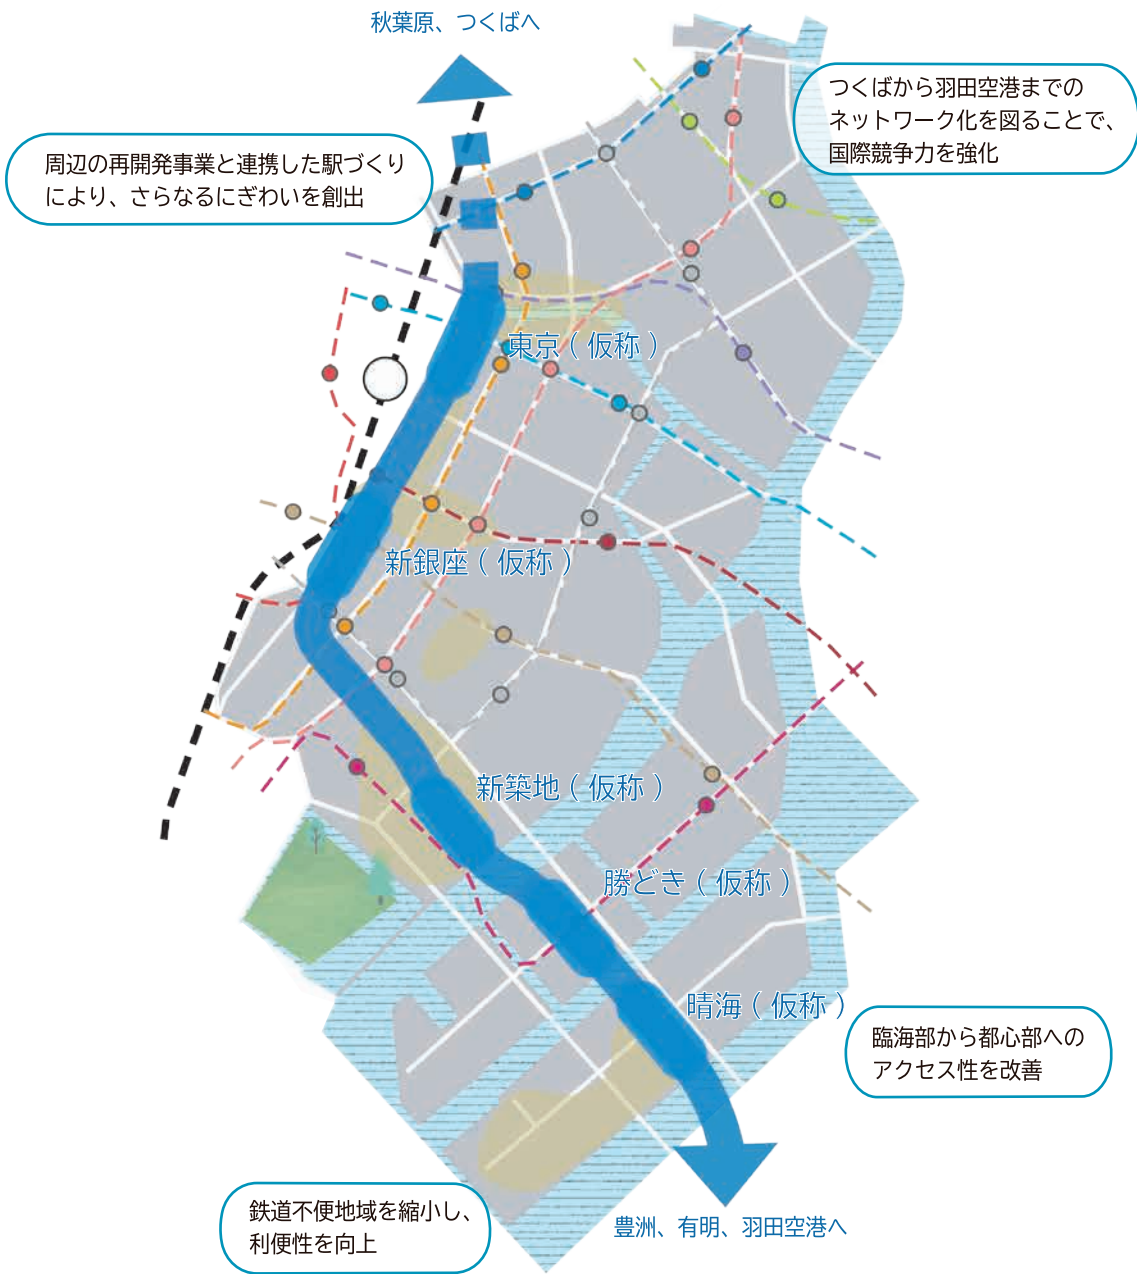 秋葉原、つくばへ
つくばから羽田空港までの
ネットワーク化を図ることで、
国際競争力を強化
周辺の再開発事業と連携した駅づくり
により、さらなるにぎわいを創出
東京（仮称）
新銀座（仮称）
新築地（仮称）
勝どき（仮称）
晴海（仮称）
臨海部から都心部への
アクセス性を改善
鉄道不便地域を縮小し、
利便性を向上
豊洲、有明、羽田空港へ